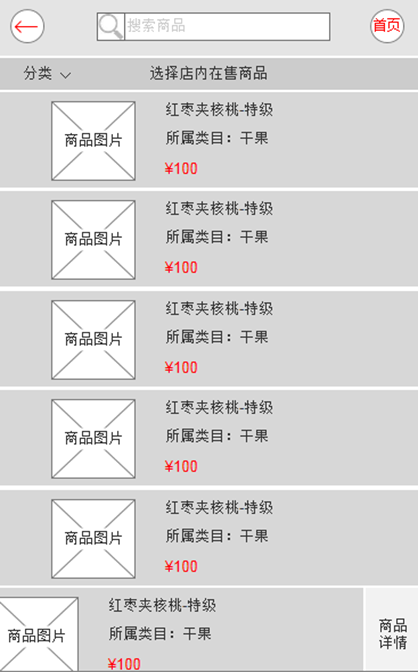 搜索商品
首页
分类
选择店内在售商品
商品图片
红枣夹核桃-特级
所属类目：干果
¥100
商品图片
红枣夹核桃-特级
所属类目：干果
¥100
商品图片
红枣夹核桃-特级
所属类目：干果
¥100
商品图片
红枣夹核桃-特级
所属类目：干果
¥100
商品图片
红枣夹核桃-特级
所属类目：干果
¥100
商品图片
红枣夹核桃-特级
所属类目：干果
¥100
商品
详情